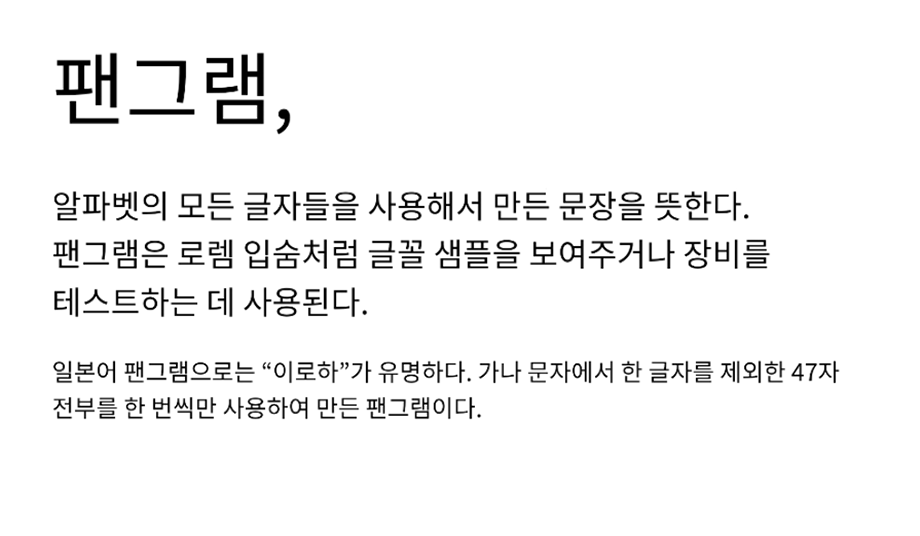 팬그램,
알파벳의 모든 글자들을 사용해서 만든 문장을 뜻한다.
팬그램은 로렘 입숨처럼 글꼴 샘플을 보여주거나 장비를
테스트하는 데 사용된다.
일본어 팬그램으로는 “이로하”가 유명하다. 가나 문자에서 한 글자를 제외한 47자
전부를 한 번씩만 사용하여 만든 팬그램이다.